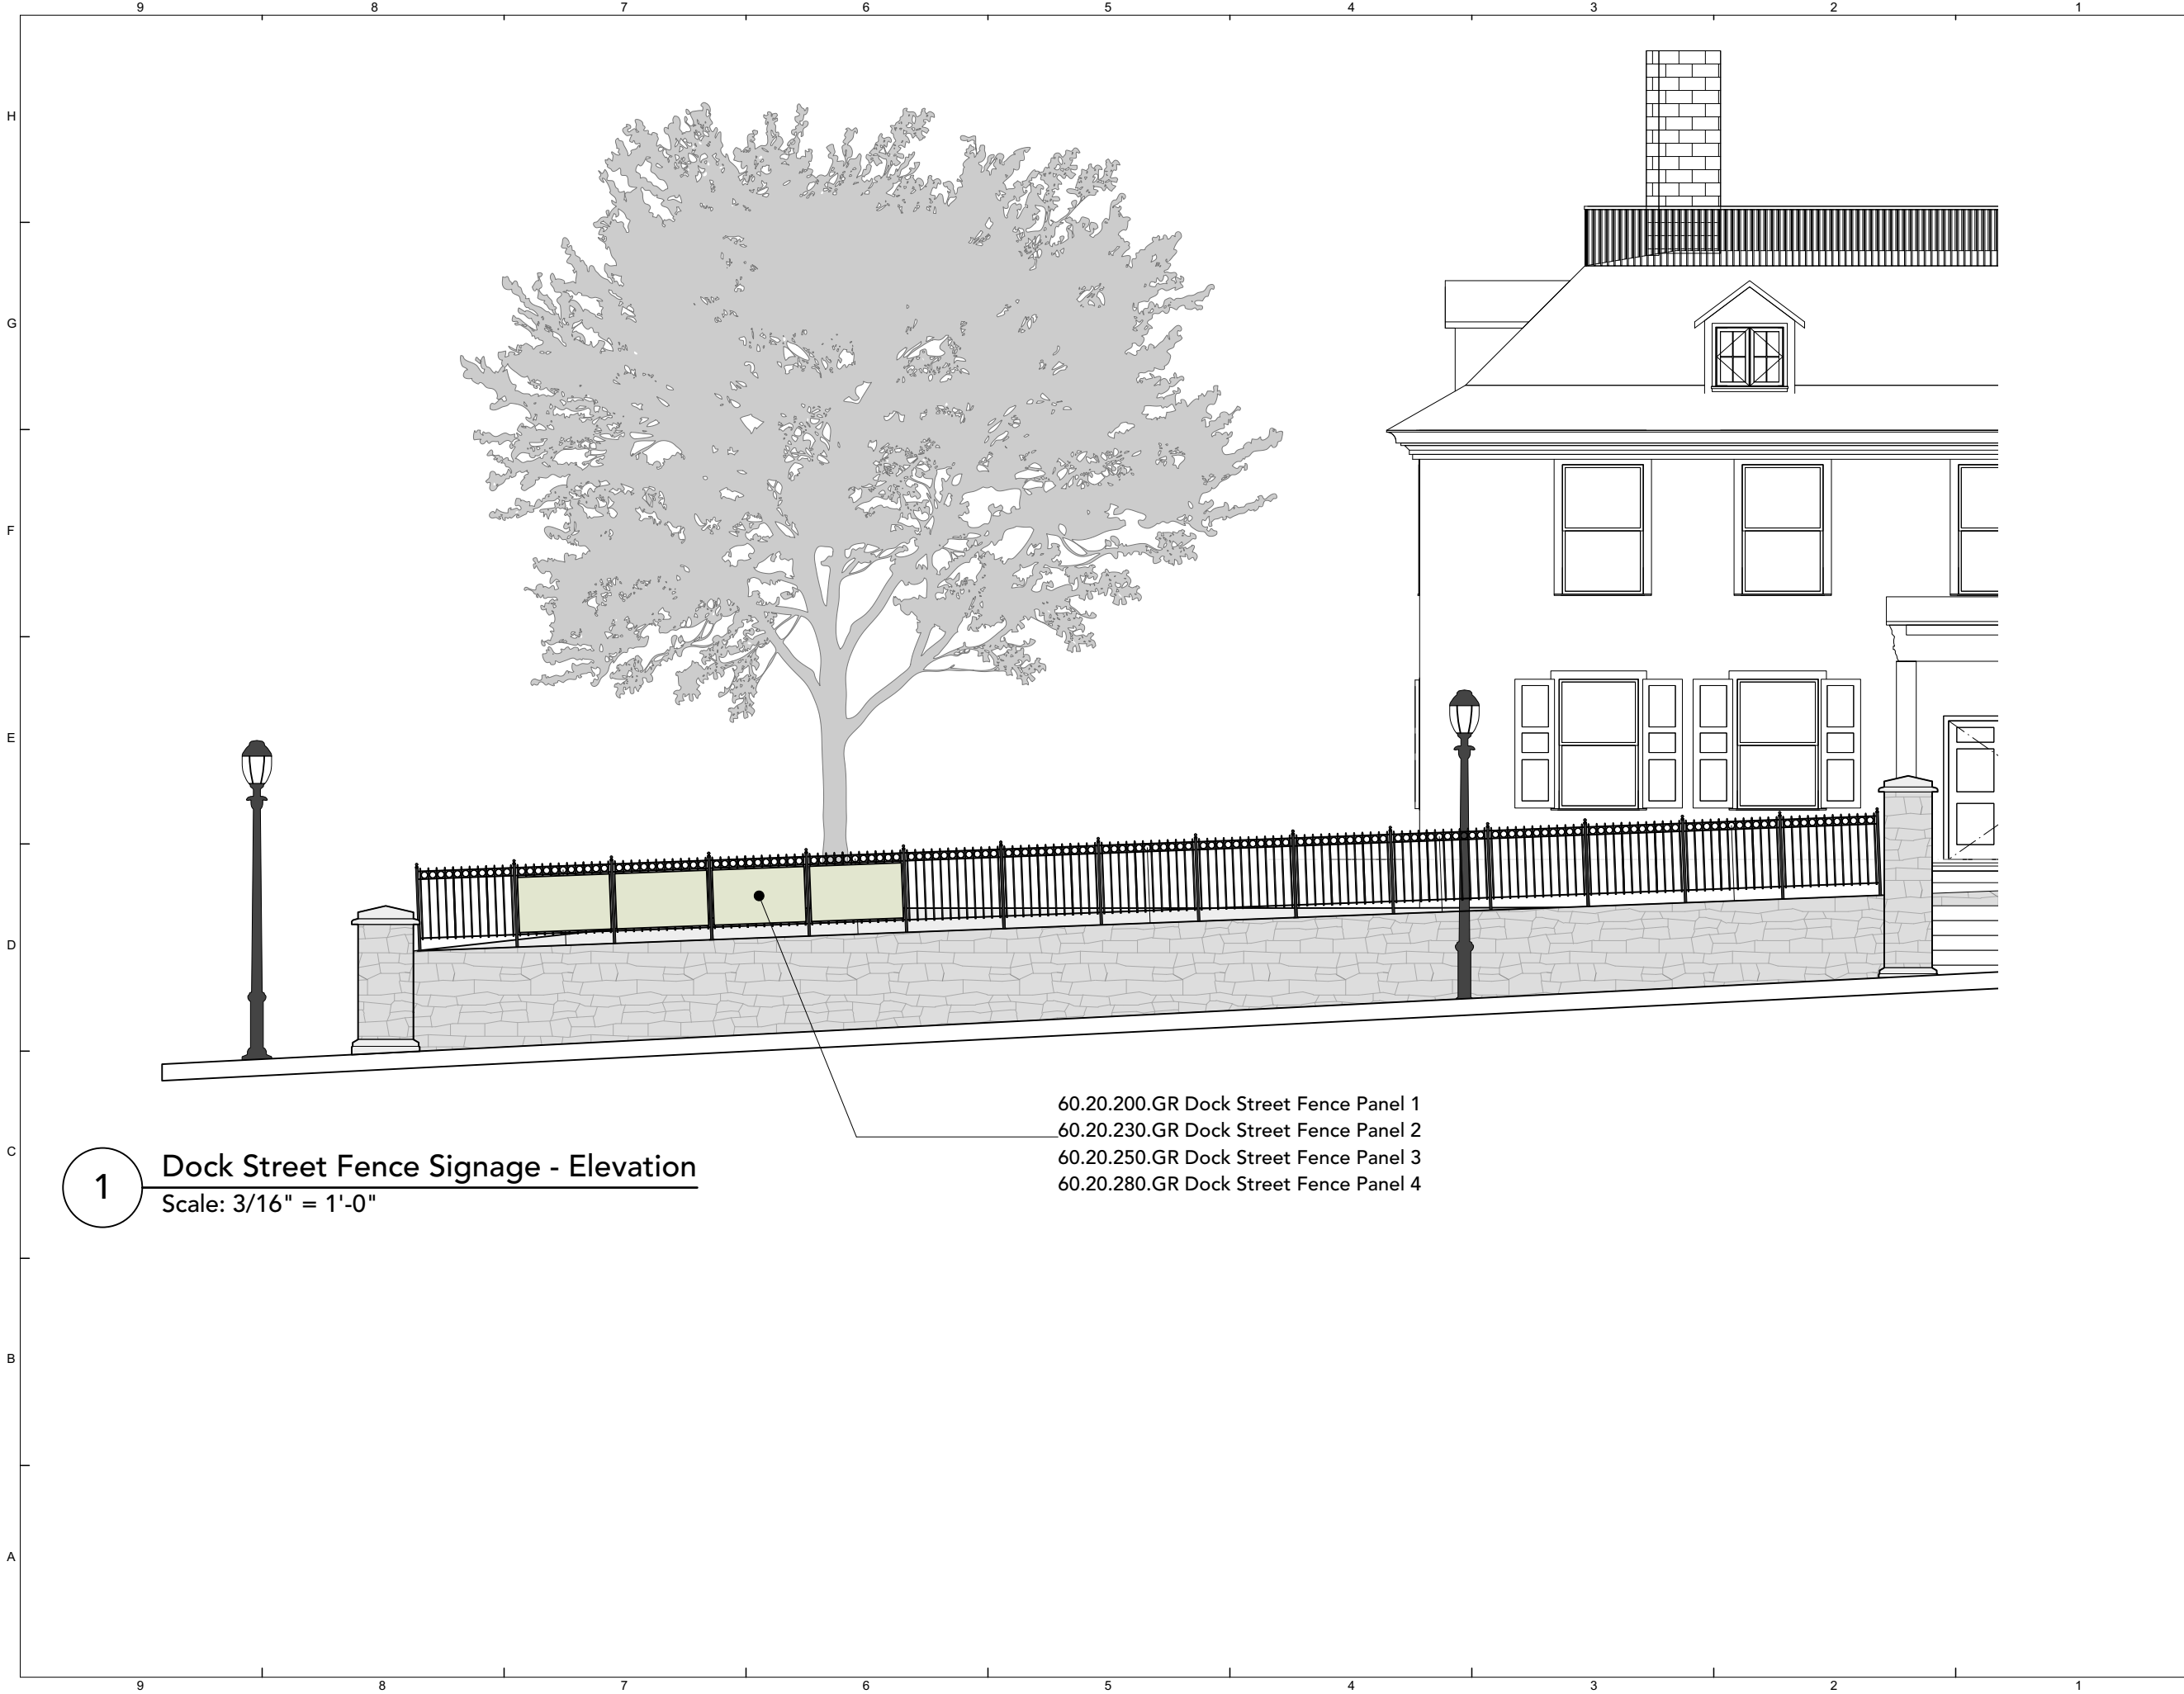 9 8 7 6 5 4 3 2 1
H
G
F
E
D
C
B
A
60.20.200.GR Dock Street Fence Panel 1
60.20.230.GR Dock Street Fence Panel 2
60.20.250.GR Dock Street Fence Panel 3
60.20.280.GR Dock Street Fence Panel 4
1
Dock Street Fence Signage - Elevation
Scale: 3/16" = 1'-0"
9 8 7 6 5 4 3 2 1